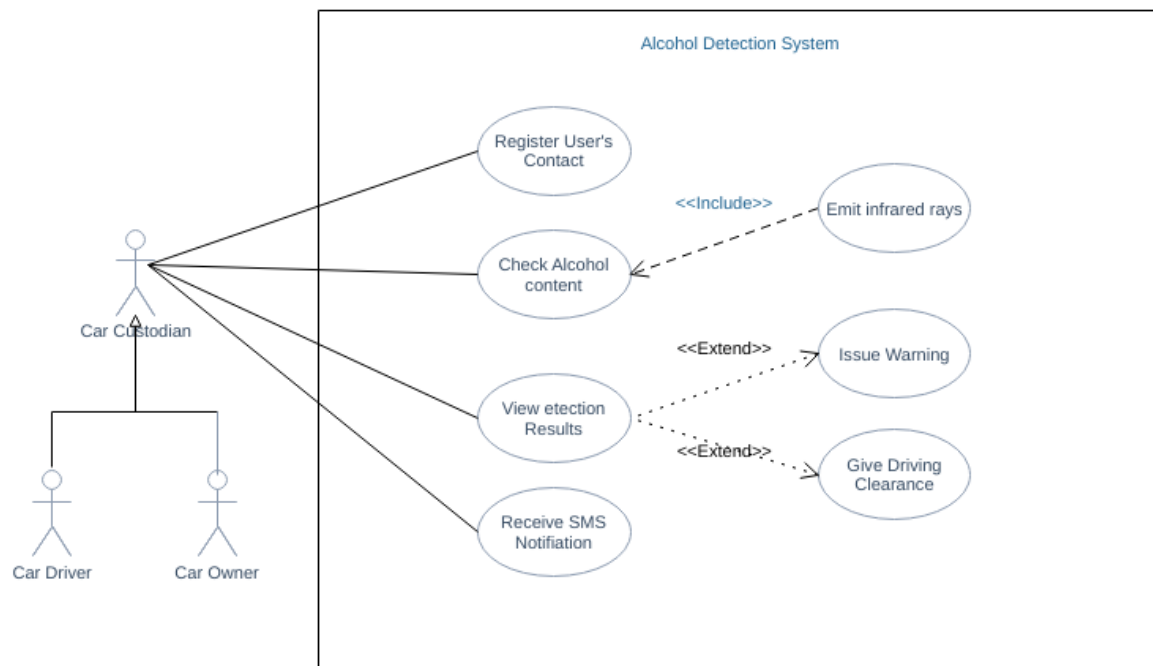 Alcohol Detection System
Register User's
Contact
<<Include>>
Emit infrared rays
Check Alcohol
content
Car Custodian
<<Extend>>
Issue Warning
View etection
Results
<<Extend>>
Give Driving
Clearance
Receive SMS
Notifiation
Car Driver
Car Owner